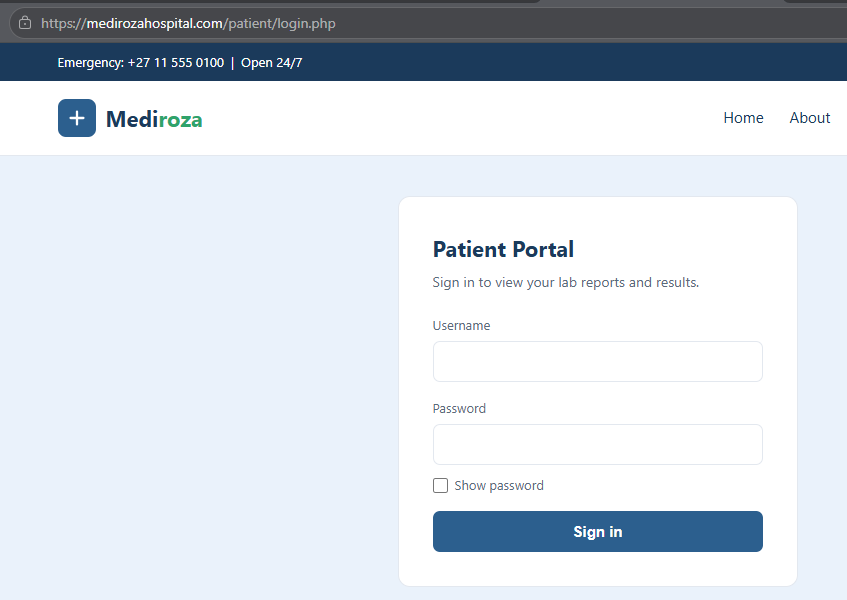 https://medirozahospital.com/patient/login.php
Emergency: +27 11 555 0100 | Open 24/7
Mediroza
Home About
Patient Portal
Sign in to view your lab reports and results.
Username
Password
Show password
Sign in